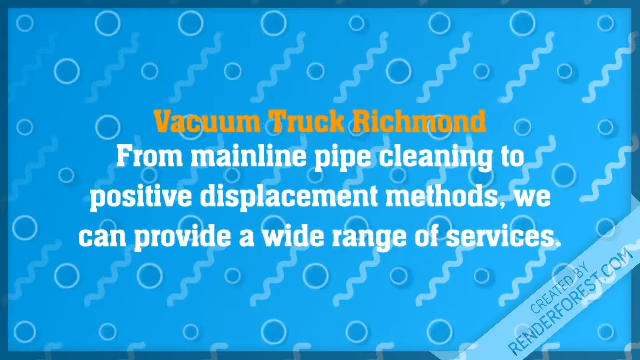 Vacuum Truck Richmond
From mainline pipe cleaning to
positive displacement methods, we
can provide a wide range of services.
CREATED BY
RENDERFOREST.COM